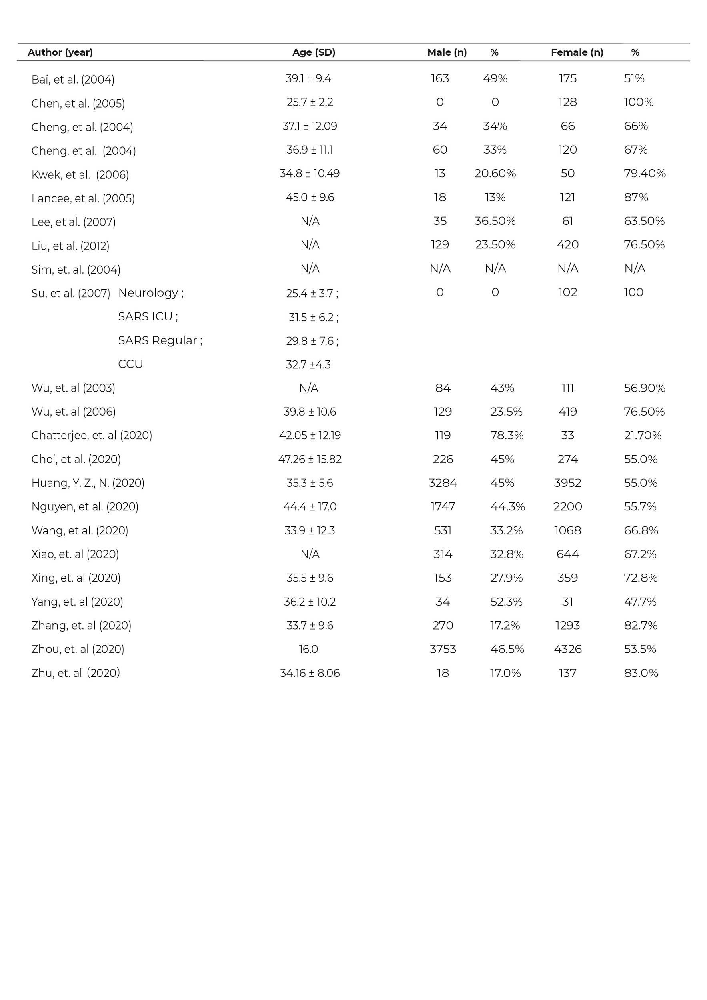 Author (year) Age (SD) Male (n) % Female (n) %
Bai, et al. (2004) 39.1 ± 9.4 163 49% 175 51%
Chen, et al. (2005) 25.7 ± 2.2 0 0 128 100%
Cheng, et al. (2004) 37.1 ± 12.09 34 34% 66 66%
Cheng, et al. (2004) 36.9 ± 11.1 60 33% 120 67%
Kwek, et al. (2006) 34.8 ± 10.49 13 20.60% 50 79.40%
Lancee, et al. (2005) 45.0 ± 9.6 18 13% 121 87%
Lee, et al. (2007) N/A 35 36.50% 61 63.50%
Liu, et al. (2012) N/A 129 23.50% 420 76.50%
Sim, et. al. (2004) N/A N/A N/A N/A N/A
Su, et al. (2007) Neurology ; 25.4 ± 3.7 ; 0 0 102 100
SARS ICU ; 31.5 ± 6.2 ;
SARS Regular ; 29.8 ± 7.6 ;
CCU 32.7 ±4.3
Wu, et. al (2003) N/A 84 43% 111 56.90%
Wu, et. al (2006) 39.8 ± 10.6 129 23.5% 419 76.50%
Chatterjee, et. al (2020) 42.05 ± 12.19 119 78.3% 33 21.70%
Choi, et al. (2020) 47.26 ± 15.82 226 45% 274 55.0%
Huang, Y. Z., N. (2020) 35.3 ± 5.6 3284 45% 3952 55.0%
Nguyen, et al. (2020) 44.4 ± 17.0 1747 44.3% 2200 55.7%
Wang, et al. (2020) 33.9 ± 12.3 531 33.2% 1068 66.8%
Xiao, et. al (2020) N/A 314 32.8% 644 67.2%
Xing, et. al (2020) 35.5 ± 9.6 153 27.9% 359 72.8%
Yang, et. al (2020) 36.2 ± 10.2 34 52.3% 31 47.7%
Zhang, et. al (2020) 33.7 ± 9.6 270 17.2% 1293 82.7%
Zhou, et. al (2020) 16.0 3753 46.5% 4326 53.5%
Zhu, et. al（2020） 34.16 ± 8.06 18 17.0% 137 83.0%